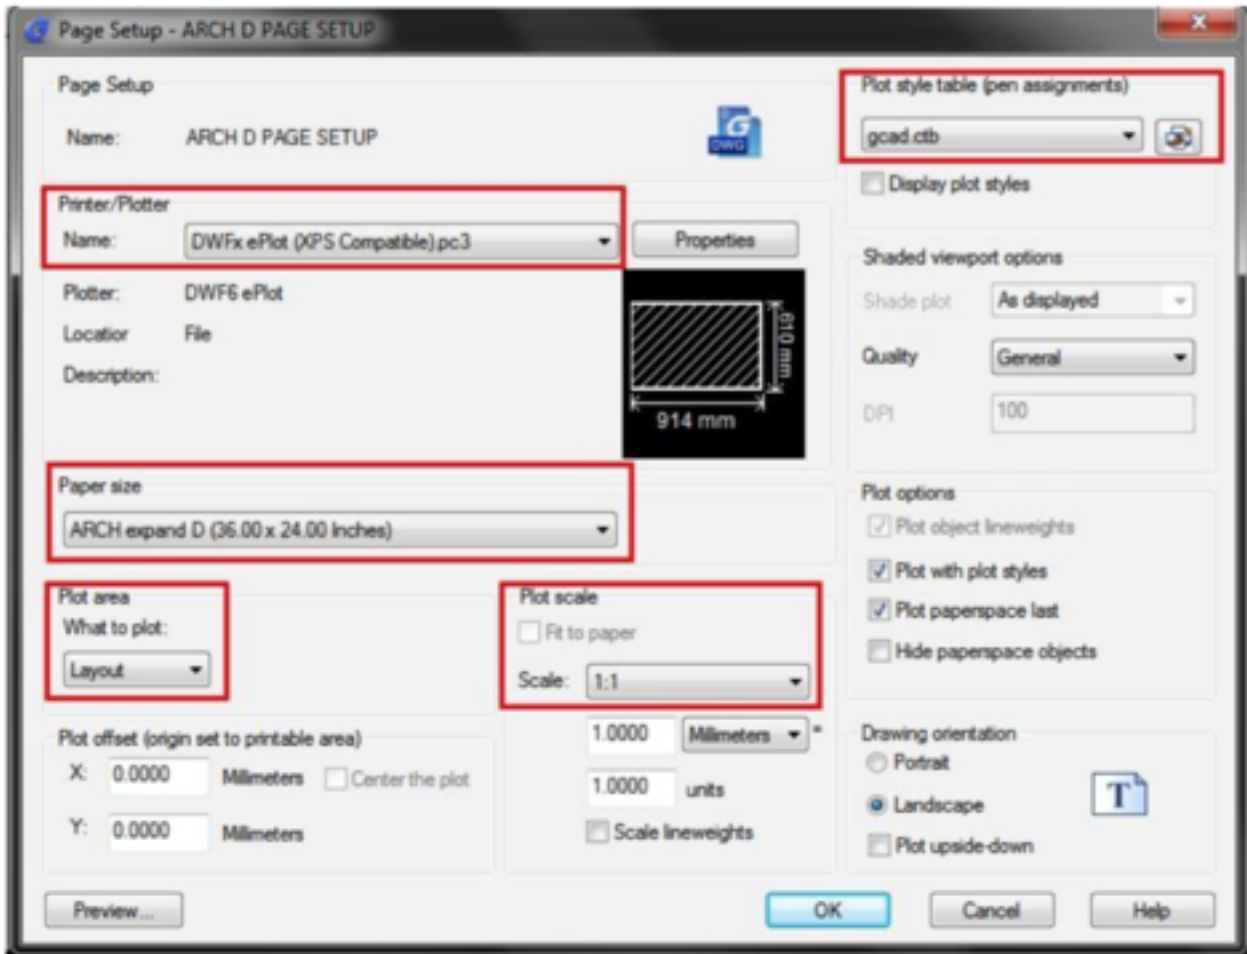 Page Setup - ARCH D PAGE SETUP
Page Setup
Name: ARCH D PAGE SETUP
G
DWG
Printer/Plotter
Name: DWFx ePlot (XPS Compatible).pc3
Properties
Plotter: DWF6 ePlot
Locatior File
Description:
610 mm
914 mm
Paper size
ARCH expand D (36.00 x 24.00 Inches)
Plot area
What to plot:
Layout
Plot scale
Fit to paper
Scale: 1:1
1.0000 Millimeters =
1.0000 units
Scale lineweights
Plot offset (origin set to printable area)
X: 0.0000 Millimeters Center the plot
Y: 0.0000 Millimeters
Plot style table (pen assignments)
gcad.ctb
Display plot styles
Shaded viewport options
Shade plot As displayed
Quality General
DPI 100
Plot options
Plot object lineweights
Plot with plot styles
Plot paperspace last
Hide paperspace objects
Drawing orientation
Portrait
Landscape
T
Plot upside-down
Preview...
OK
Cancel
Help